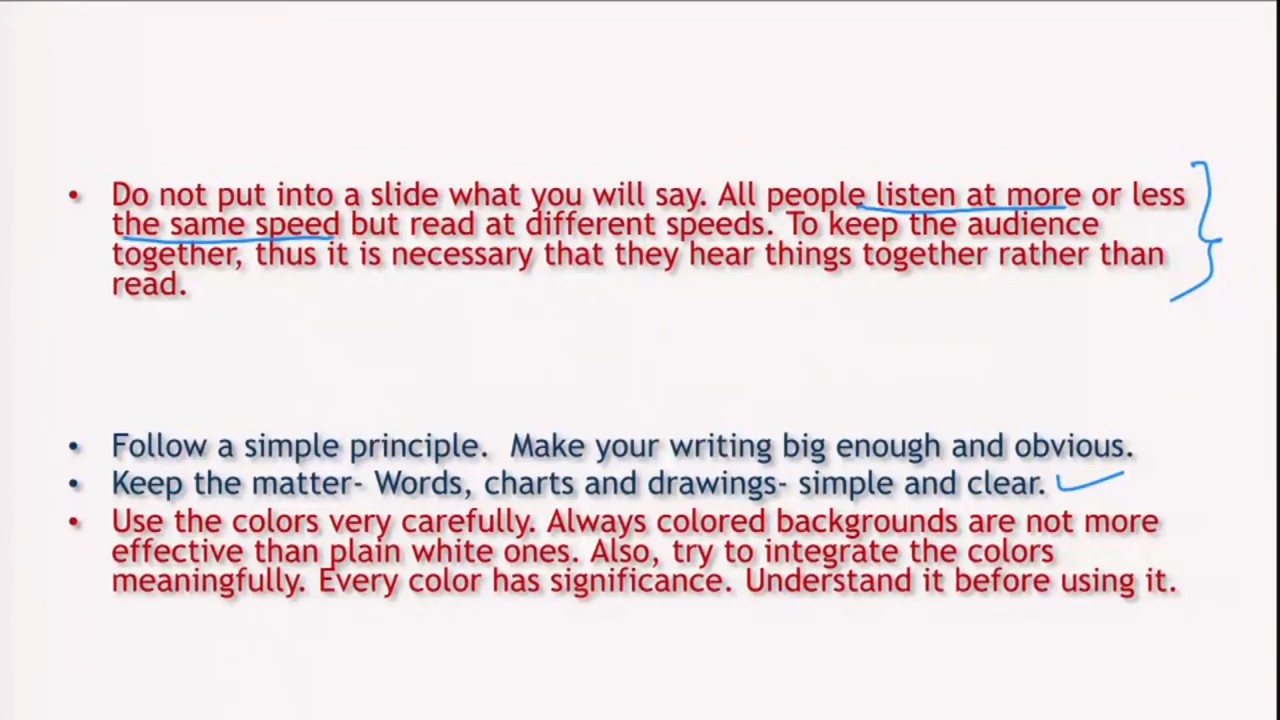 • Do not put into a slide what you will say. All people listen at more or less
the same speed but read at different speeds. To keep the audience
together, thus it is necessary that they hear things together rather than
read.
• Follow a simple principle.  Make your writing big enough and obvious.
• Keep the matter- Words, charts and drawings- simple and clear.
• Use the colors very carefully. Always colored backgrounds are not more
effective than plain white ones. Also, try to integrate the colors
meaningfully. Every color has significance. Understand it before using it.